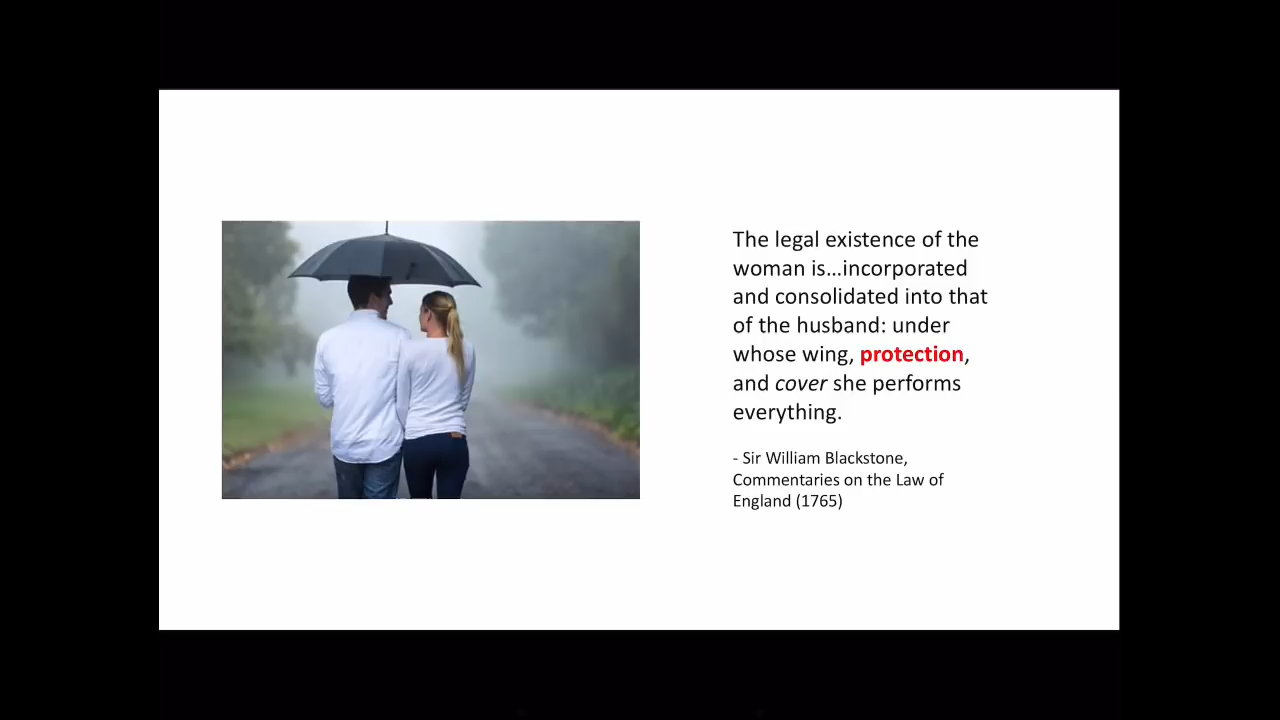 The legal existence of the
woman is...incorporated
and consolidated into that
of the husband: under
whose wing, protection,
and cover she performs
everything.
- Sir William Blackstone,
Commentaries on the Law of
England (1765)